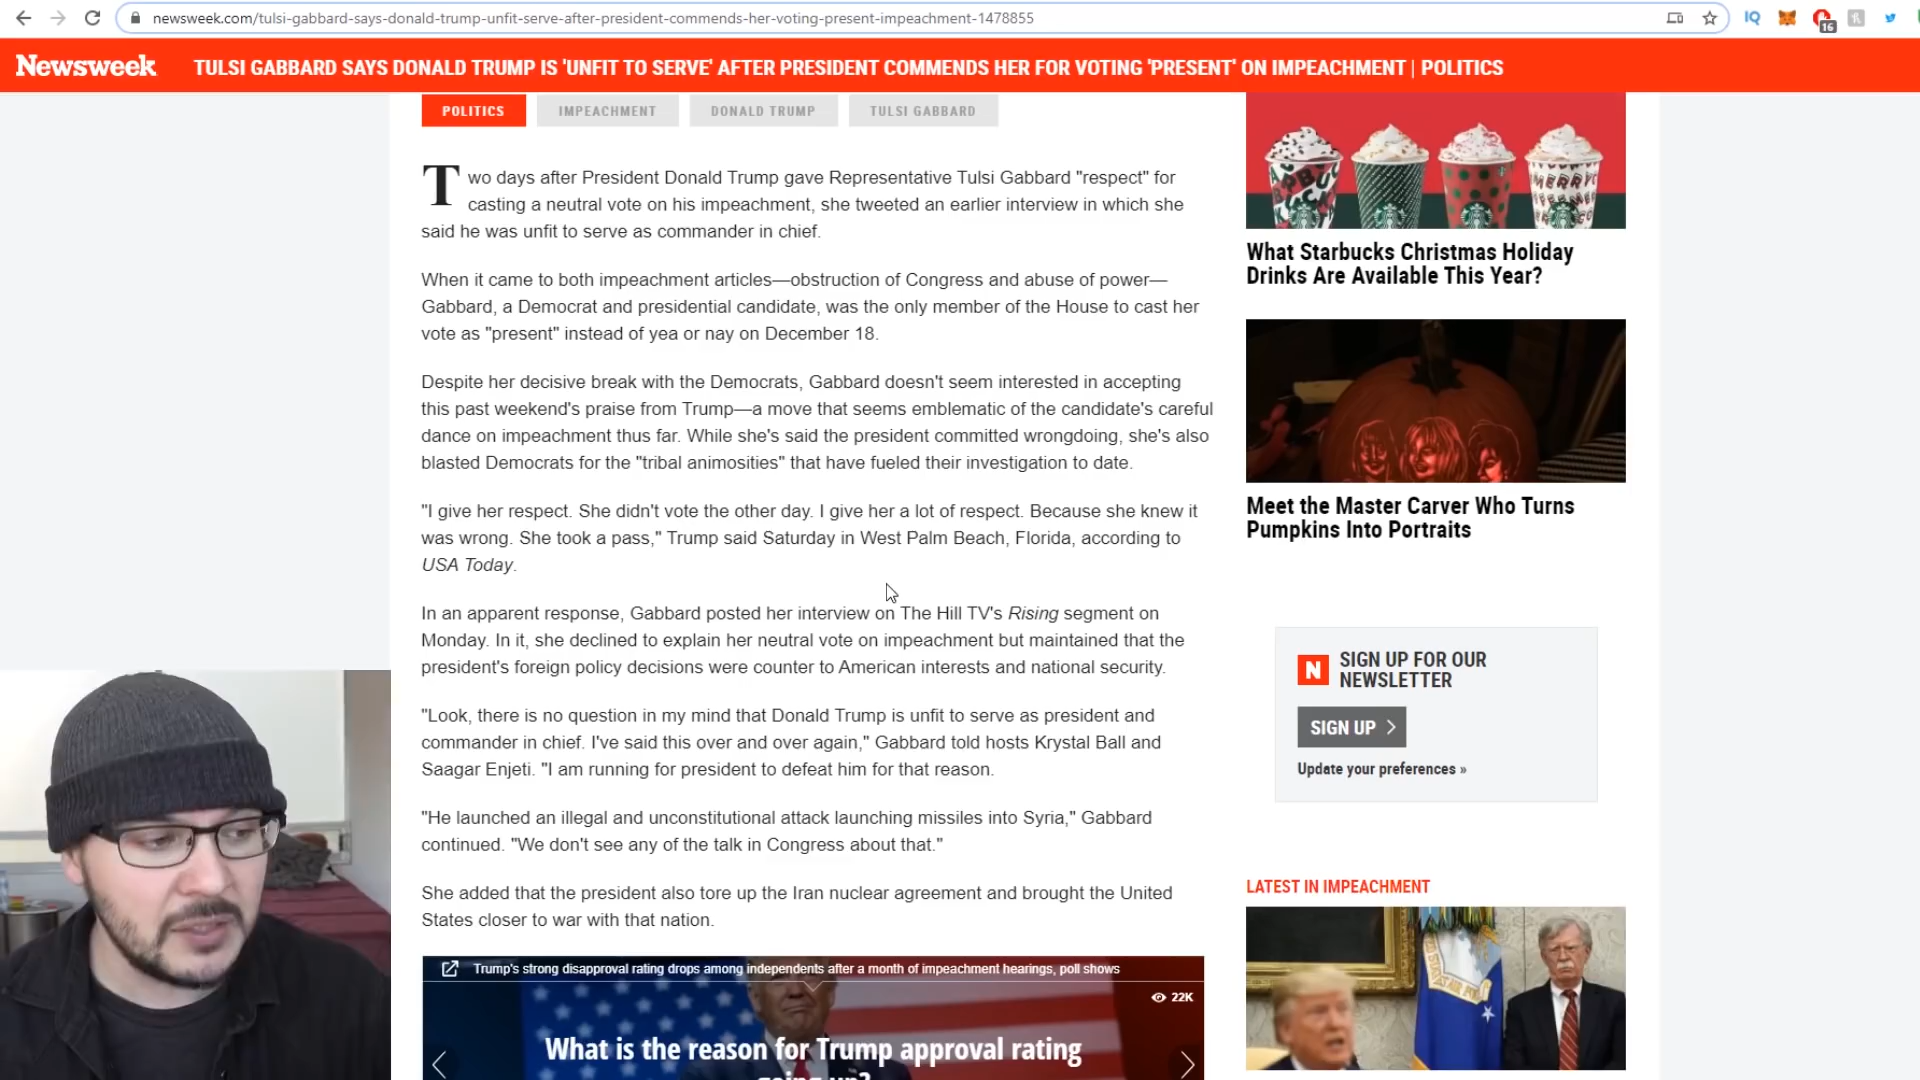 newsweek.com/tulsi-gabbard-says-donald-trump-unfit-serve-after-president-commends-her-voting-present-impeachment-1478855
IQ
16
Newsweek
TULSI GABBARD SAYS DONALD TRUMP IS 'UNFIT TO SERVE' AFTER PRESIDENT COMMENDS HER FOR VOTING 'PRESENT' ON IMPEACHMENT | POLITICS
POLITICS
IMPEACHMENT
DONALD TRUMP
TULSI GABBARD
Two days after President Donald Trump gave Representative Tulsi Gabbard "respect" for
casting a neutral vote on his impeachment, she tweeted an earlier interview in which she
said he was unfit to serve as commander in chief.
When it came to both impeachment articles—obstruction of Congress and abuse of power—
Gabbard, a Democrat and presidential candidate, was the only member of the House to cast her
vote as "present" instead of yea or nay on December 18.
Despite her decisive break with the Democrats, Gabbard doesn't seem interested in accepting
this past weekend's praise from Trump—a move that seems emblematic of the candidate's careful
dance on impeachment thus far. While she's said the president committed wrongdoing, she's also
blasted Democrats for the "tribal animosities" that have fueled their investigation to date.
"I give her respect. She didn't vote the other day. I give her a lot of respect. Because she knew it
was wrong. She took a pass," Trump said Saturday in West Palm Beach, Florida, according to
USA Today.
In an apparent response, Gabbard posted her interview on The Hill TV's Rising segment on
Monday. In it, she declined to explain her neutral vote on impeachment but maintained that the
president's foreign policy decisions were counter to American interests and national security.
"Look, there is no question in my mind that Donald Trump is unfit to serve as president and
commander in chief. I've said this over and over again," Gabbard told hosts Krystal Ball and
Saagar Enjeti. "I am running for president to defeat him for that reason.
"He launched an illegal and unconstitutional attack launching missiles into Syria," Gabbard
continued. "We don't see any of the talk in Congress about that."
She added that the president also tore up the Iran nuclear agreement and brought the United
States closer to war with that nation.
Trump's strong disapproval rating drops among independents after a month of impeachment hearings, poll shows
22K
What is the reason for Trump approval rating
going up?
What Starbucks Christmas Holiday
Drinks Are Available This Year?
Meet the Master Carver Who Turns
Pumpkins Into Portraits
N
SIGN UP FOR OUR
NEWSLETTER
SIGN UP
Update your preferences »
LATEST IN IMPEACHMENT